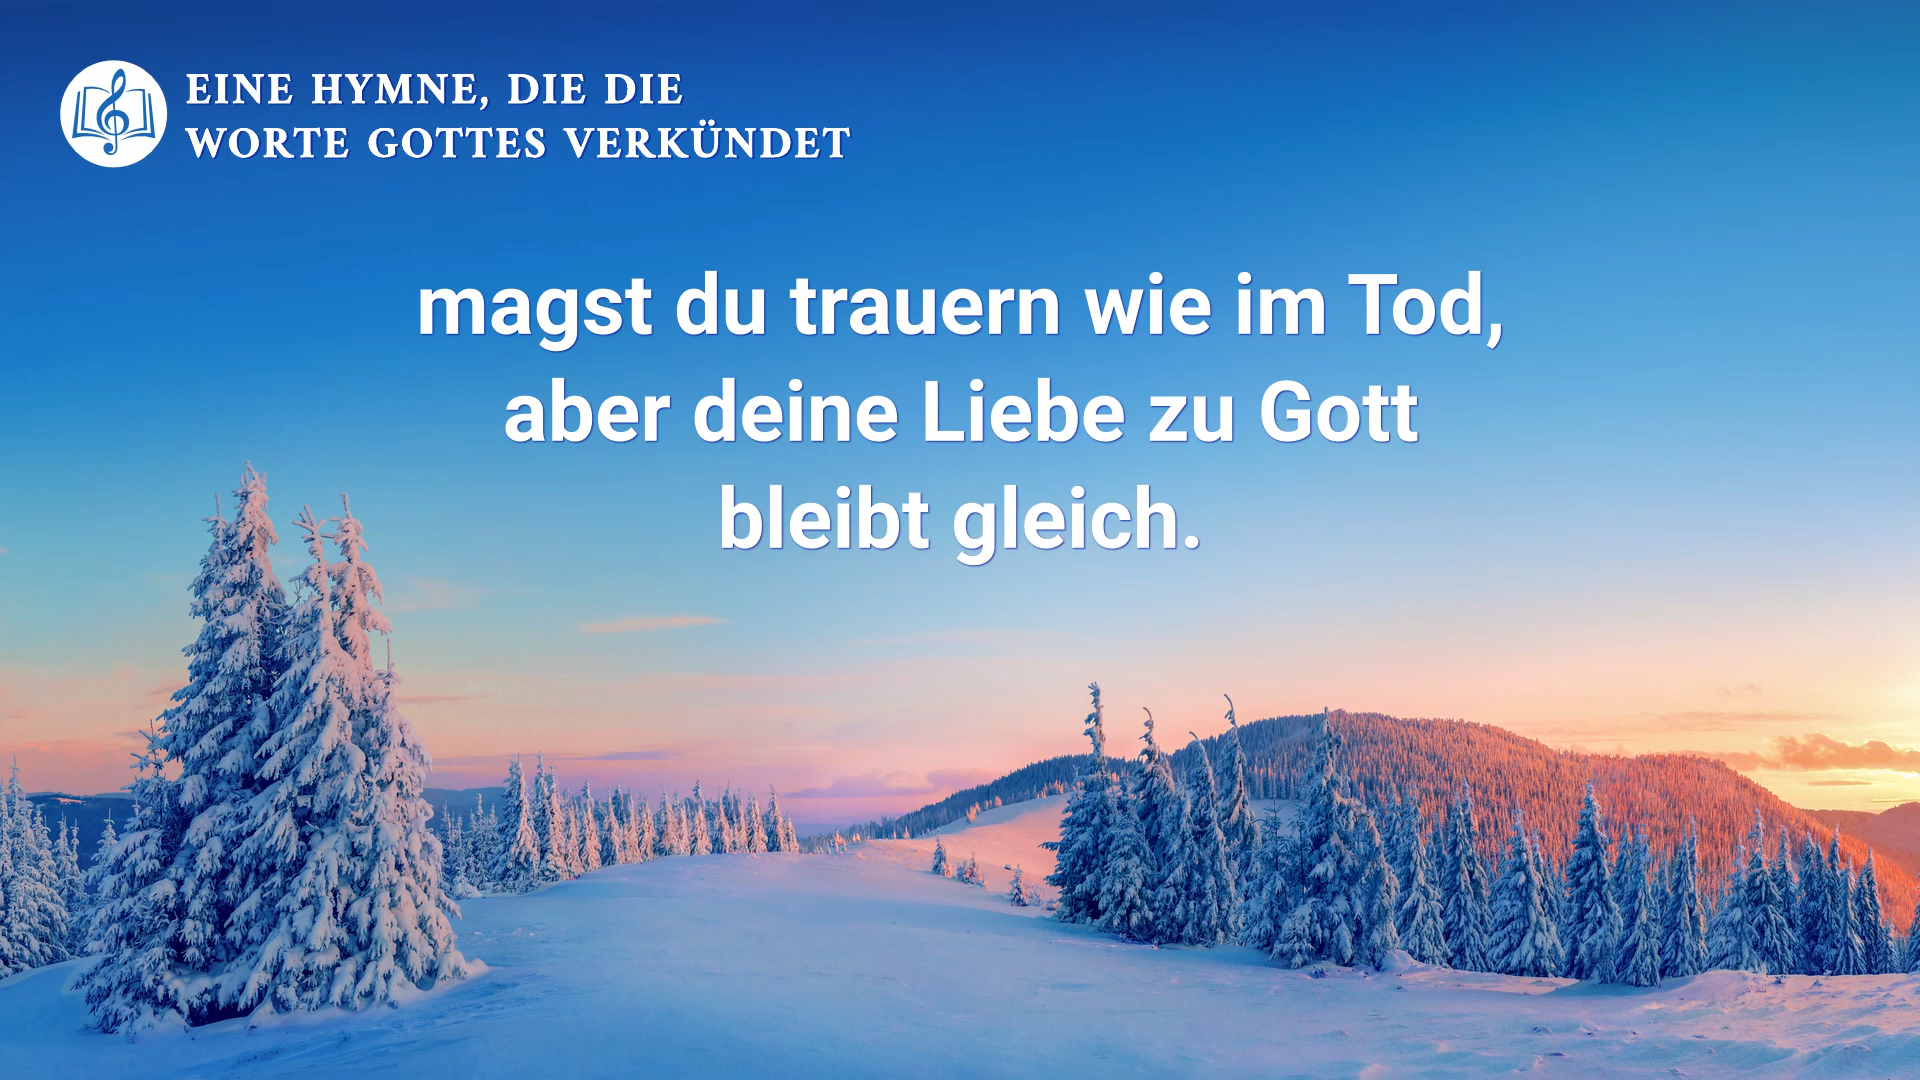 EINE HYMNE, DIE DIE
WORTE GOTTES VERKÜNDET
magst du trauern wie im Tod,
aber deine Liebe zu Gott
bleibt gleich.